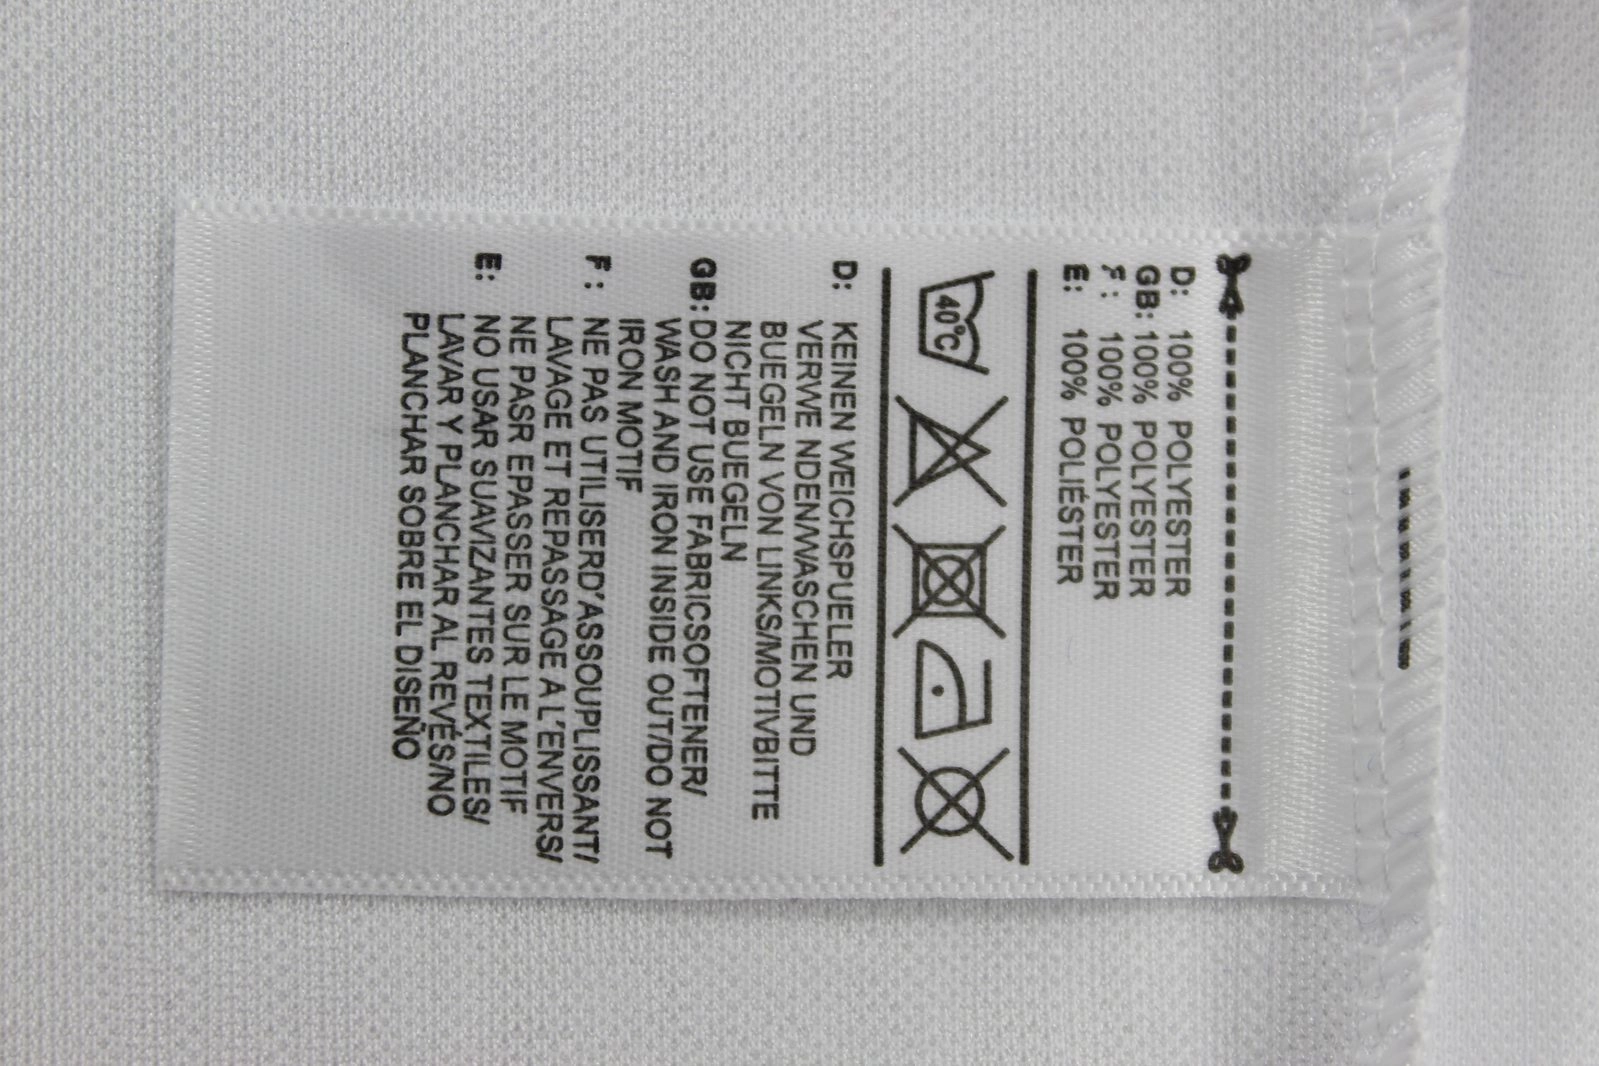 D: 100% POLYESTER
GB: 100% POLYESTER
F: 100% POLYESTER
E: 100% POLIÉSTER
40°C
D: KEINEN WEICHSPUELER
VERWE NDEN/WASCHEN UND
BUEGELN VON LINKS/MOTIVBITTE
NICHT BUEGELN
GB: DO NOT USE FABRICSOFTENER/
WASH AND IRON INSIDE OUT/DO NOT
IRON MOTIF
F: NE PAS UTILISERD'ASSOUPLISSANT/
LAVAGE ET REPASSAGE A L'ENVERS/
NE PASR EPASSER SUR LE MOTIF
E: NO USAR SUAVIZANTES TEXTILES/
LAVAR Y PLANCHAR AL REVÉS/NO
PLANCHAR SOBRE EL DISEÑO